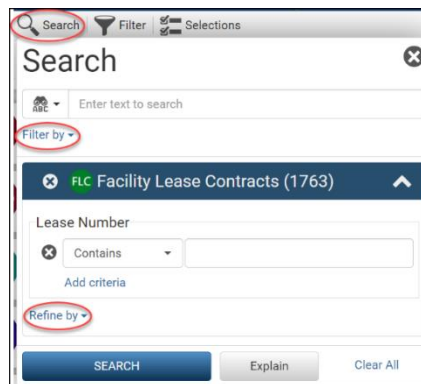 Search Filter Selections
Search
ABC Enter text to search
Filter by
FLC Facility Lease Contracts (1763)
Lease Number
Contains
Add criteria
Refine by
SEARCH Explain Clear All